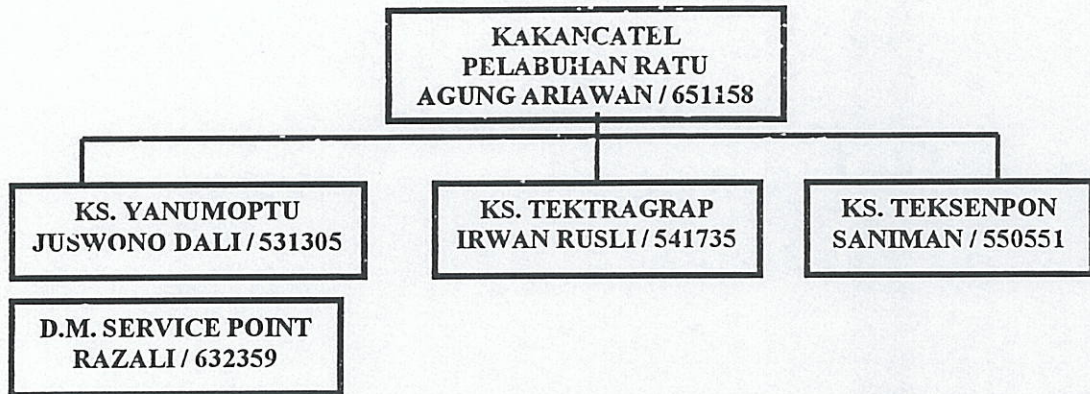 KAKANCATEL
PELABUHAN RATU
AGUNG ARIAWAN / 651158
KS. YANUMOPTU
JUSWONO DALI / 531305
KS. TEKTRAGRAP
IRWAN RUSLI / 541735
KS. TEKSENPON
SANIMAN / 550551
D.M. SERVICE POINT
RAZALI / 632359